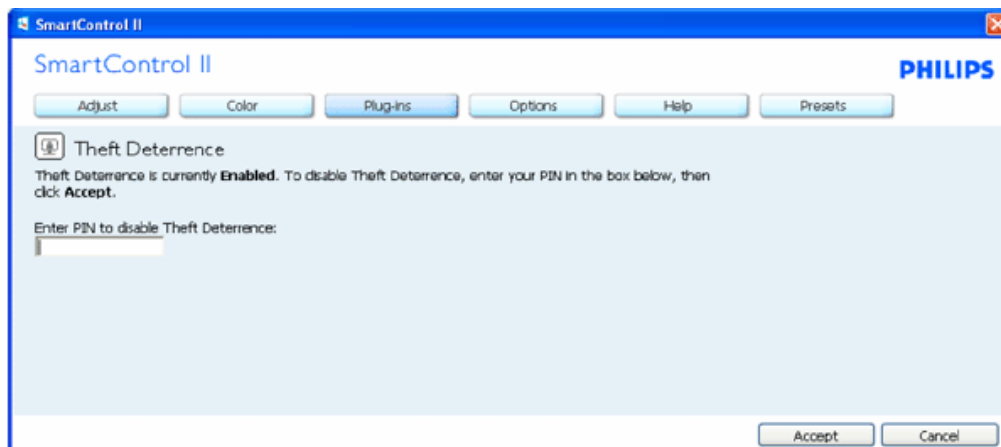 SmartControl II
SmartControl II
PHILIPS
Adjust Color Plug-ins Options Help Presets
Theft Deterrence
Theft Deterrence is currently Enabled. To disable Theft Deterrence, enter your PIN in the box below, then
click Accept.
Enter PIN to disable Theft Deterrence:
Accept Cancel